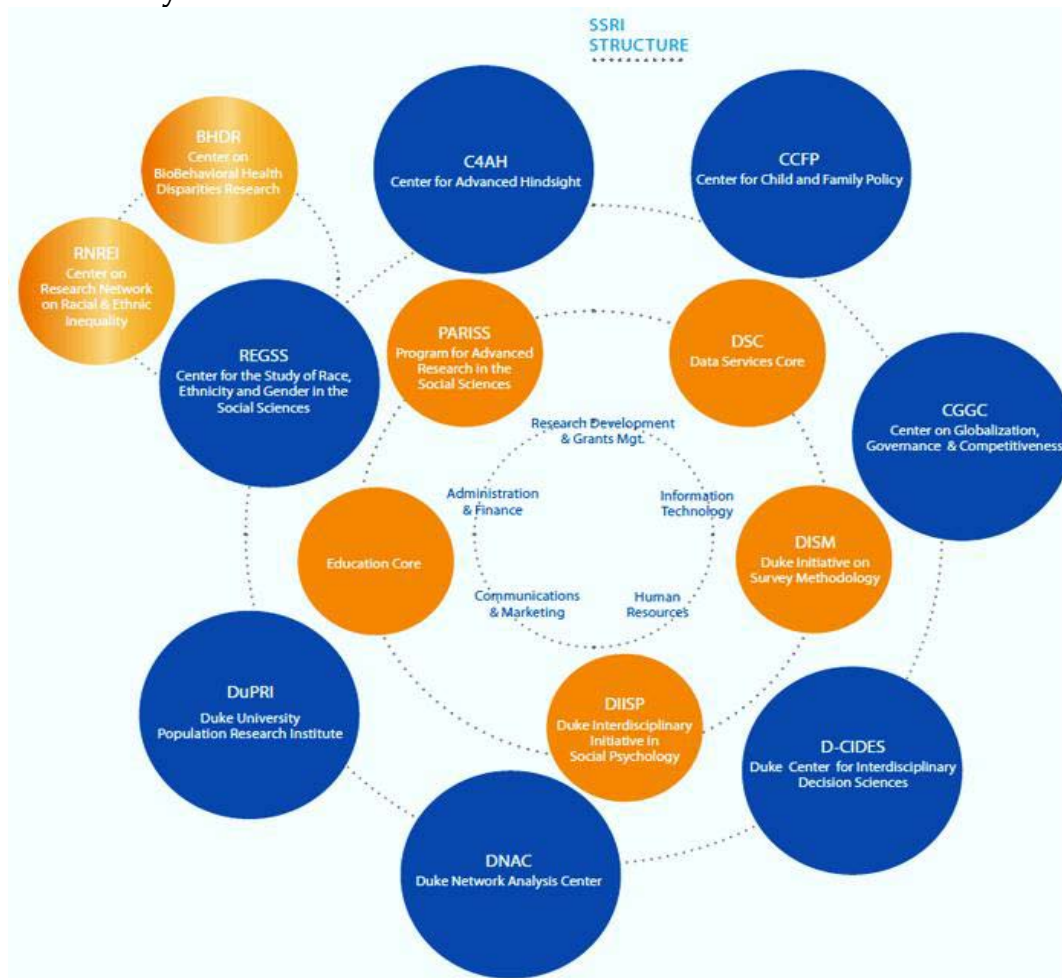 SSRI
STRUCTURE
BHDR
Center on
BioBehavioral Health
Disparities Research
C4AH
Center for Advanced Hindsight
CCFP
Center for Child and Family Policy
RNREI
Center on
Research Network
on Racial & Ethnic
Inequality
REGSS
Center for the Study of Race,
Ethnicity and Gender in the
Social Sciences
PARISS
Program for Advanced
Research in the
Social Sciences
DSC
Data Services Core
CGGC
Center on Globalization,
Governance & Competitiveness
Research Development
& Grants Mgt.
Administration
& Finance
Information
Technology
Education Core
DISM
Duke Initiative on
Survey Methodology
Communications
& Marketing
Human
Resources
DuPRI
Duke University
Population Research Institute
DIISP
Duke Interdisciplinary
Initiative in
Social Psychology
D-CIDES
Duke Center for Interdisciplinary
Decision Sciences
DNAC
Duke Network Analysis Center